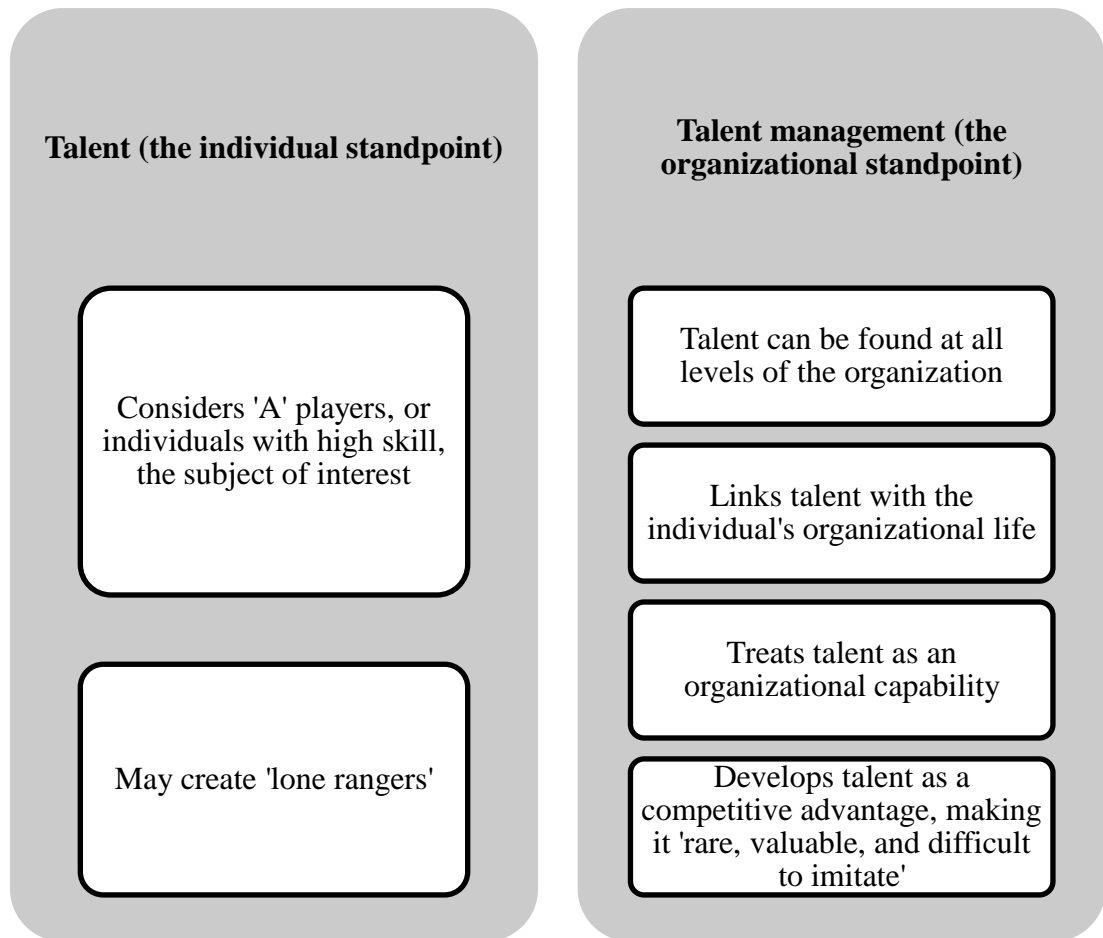 Talent (the individual standpoint)
Considers 'A' players, or
individuals with high skill,
the subject of interest
May create 'lone rangers'
Talent management (the
organizational standpoint)
Talent can be found at all
levels of the organization
Links talent with the
individual's organizational life
Treats talent as an
organizational capability
Develops talent as a
competitive advantage, making
it 'rare, valuable, and difficult
to imitate'